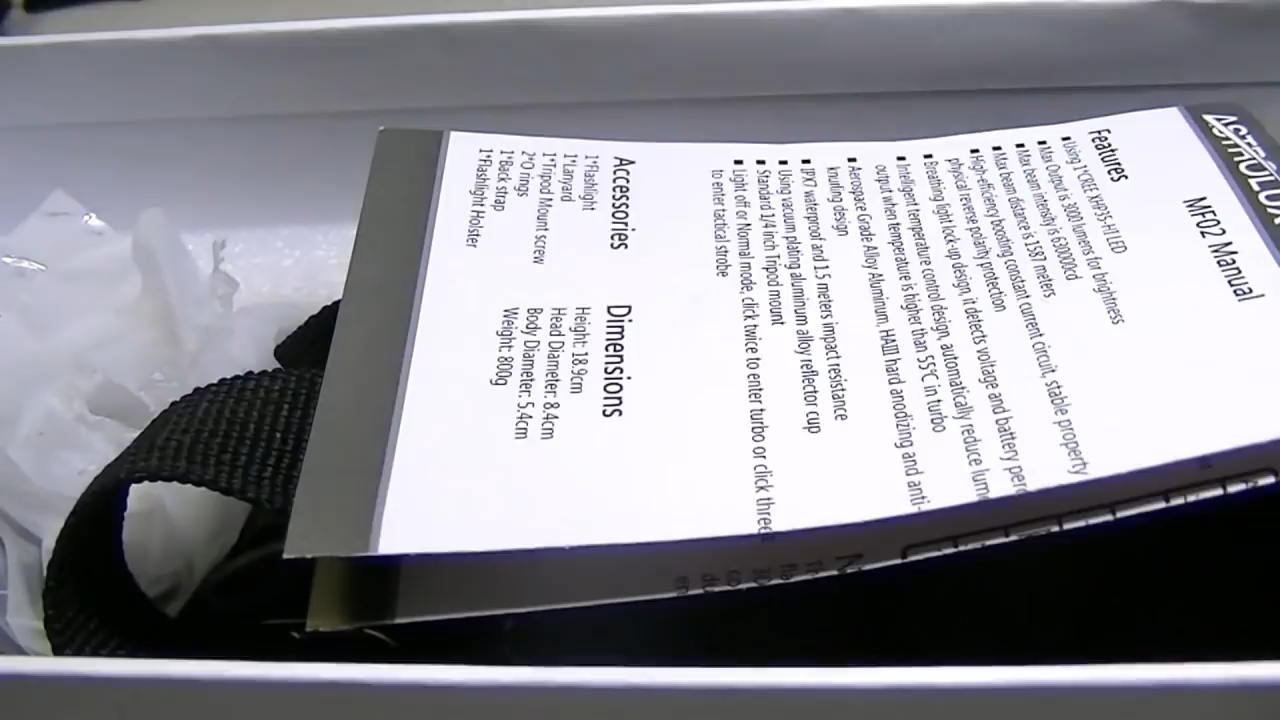 ASTROLUX
MF02 Manual
Features
▪ Using 1*CREE XHP35-HI LED
▪ Max Output is 3000 lumens for brightness
▪ Max beam intensity is 630000cd
▪ Max beam distance is 1587 meters
▪ High-efficiency boosting constant current circuit, stable property
physical reverse polarity protection
▪ Breathing light lock-up design, it detects voltage and battery perc
▪ Intelligent temperature control design, automatically reduce lume
output when temperature is higher than 55℃ in turbo
▪ Aerospace Grade Alloy Aluminum, HAIII hard anodizing and anti-
knurling design
▪ IPX7 waterproof and 1.5 meters impact resistance
▪ Using vacuum plating aluminum alloy reflector cup
▪ Standard 1/4 inch Tripod mount
▪ Light off or Normal mode, click twice to enter turbo or click three
to enter tactical strobe
Accessories
1*Flashlight
1*Lanyard
1*Tripod Mount screw
2*O rings
1*Back strap
1*Flashlight Holster
Dimensions
Height: 18.9cm
Head Diameter: 8.4cm
Body Diameter: 5.4cm
Weight: 800g